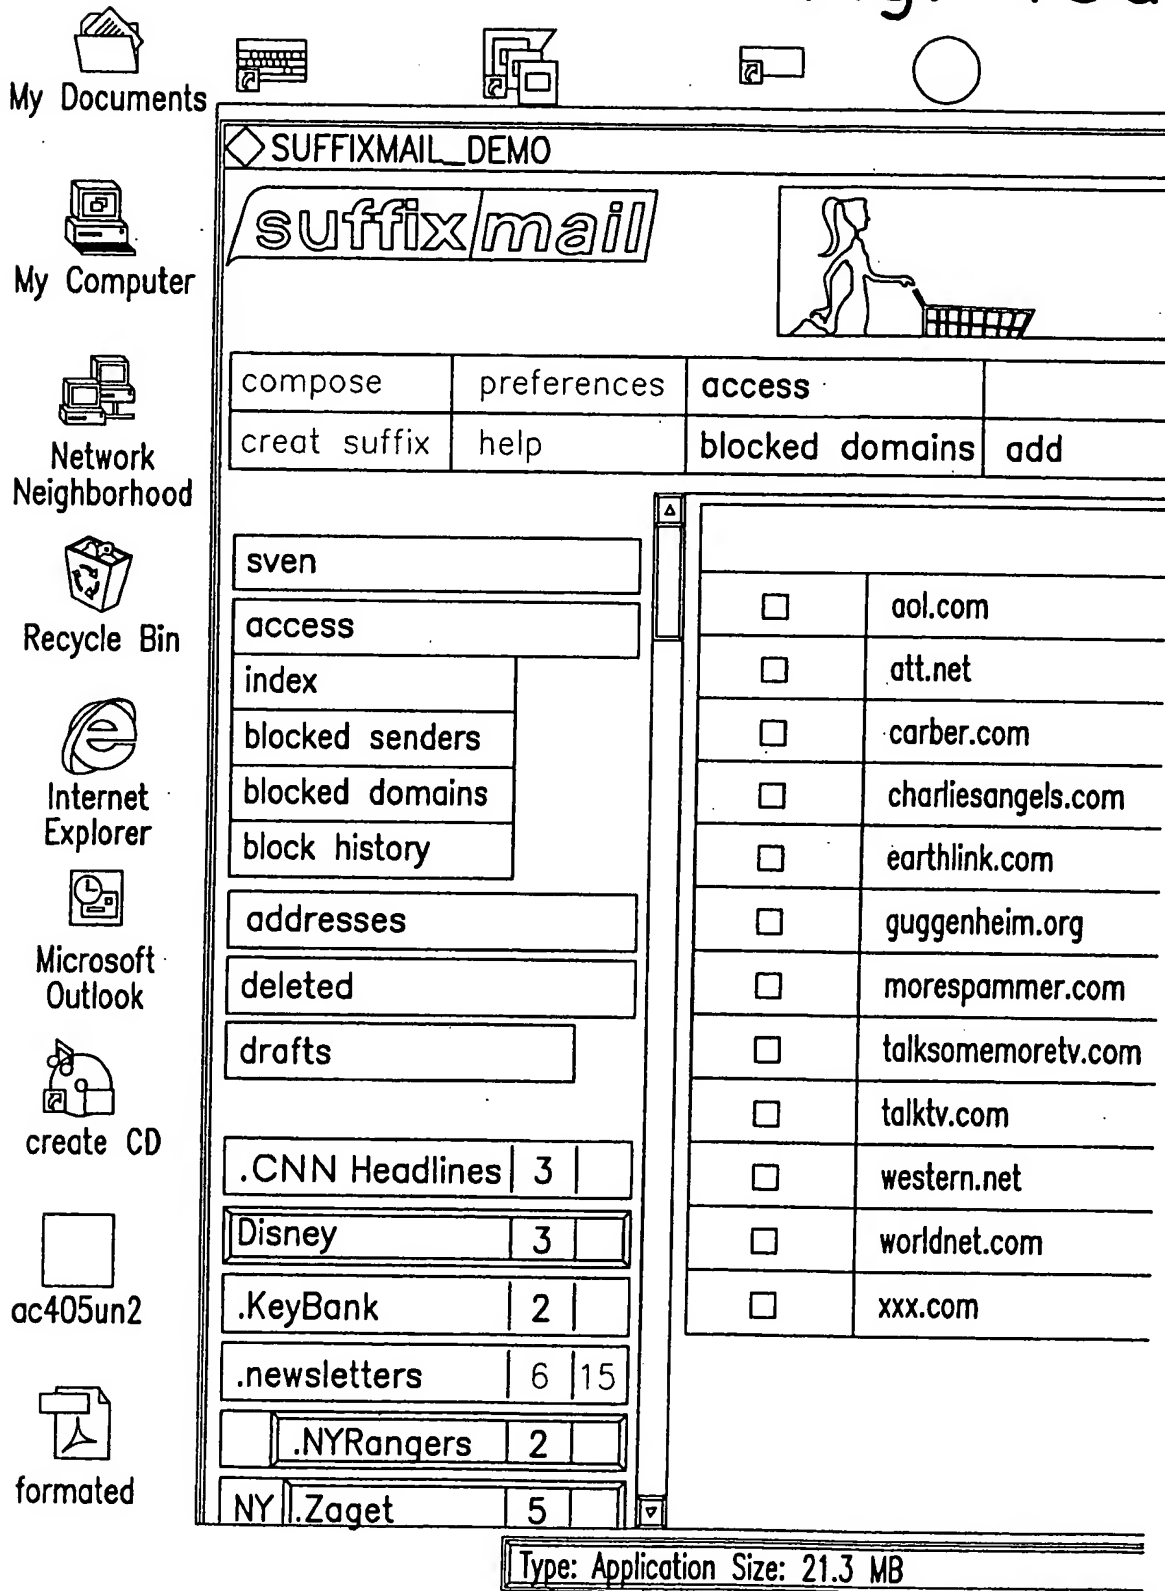 My Documents
My Computer
Network
Neighborhood
Recycle Bin
Internet
Explorer
Microsoft
Outlook
create CD
ac405un2
formated
SUFFIXMAIL_DEMO
suffix mail
compose preferences access
creat suffix help blocked domains add
sven
access
index
blocked senders
blocked domains
block history
addresses
deleted
drafts
.CNN Headlines 3
Disney 3
.KeyBank 2
.newsletters 6 15
.NYRangers 2
NY .Zaget 5
aol.com
att.net
carber.com
charliesangels.com
earthlink.com
guggenheim.org
morespammer.com
talksomemoretv.com
talktv.com
western.net
worldnet.com
xxx.com
Type: Application Size: 21.3 MB